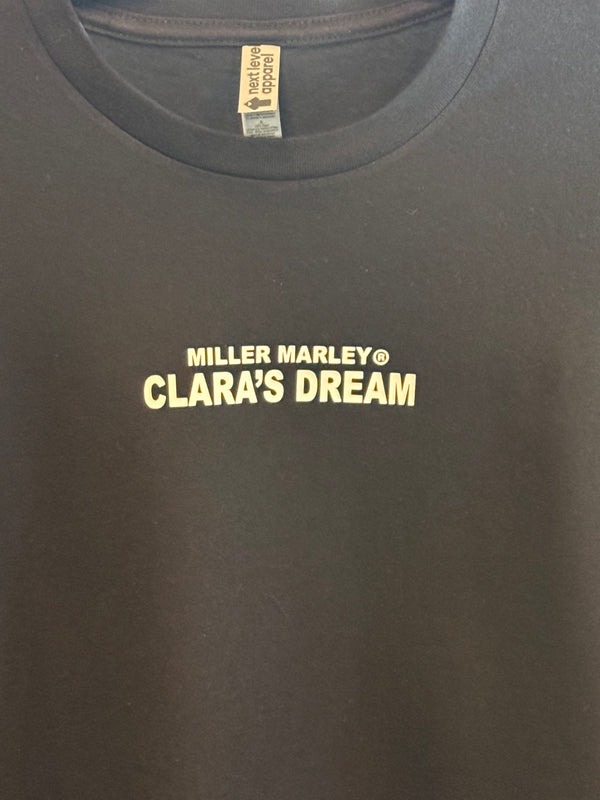 next level
apparel
MILLER MARLEY®
CLARA'S DREAM